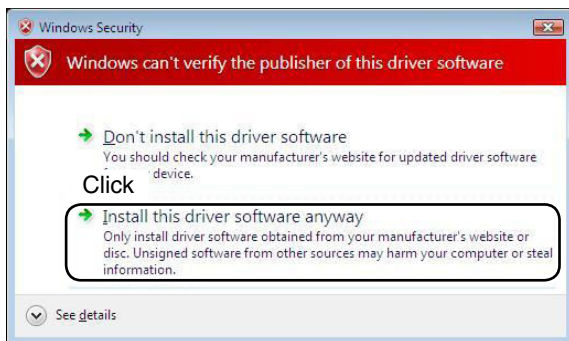 Windows Security
Windows can't verify the publisher of this driver software
Don't install this driver software
You should check your manufacturer's website for updated driver software
device.
Click
Install this driver software anyway
Only install driver software obtained from your manufacturer's website or
disc. Unsigned software from other sources may harm your computer or steal
information.
See details